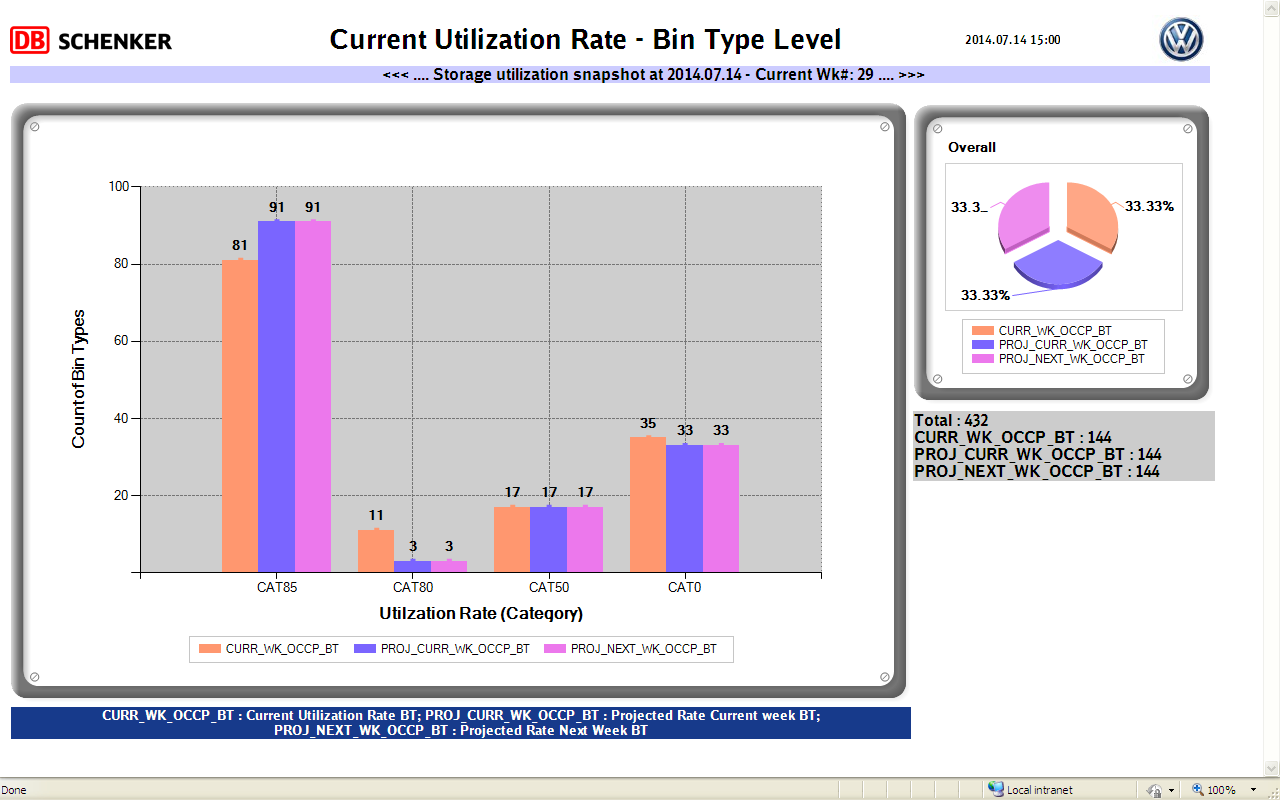 DB SCHENKER
Current Utilization Rate - Bin Type Level
2014.07.14 15:00
<<< .... Storage utilization snapshot at 2014.07.14 - Current Wk#: 29 .... >>>
Count of Bin Types
100
80
60
40
20
81
91
91
11
3
3
17
17
17
35
33
33
CAT85
CAT80
CAT50
CAT0
Utilzation Rate (Category)
CURR_WK_OCCP_BT
PROJ_CURR_WK_OCCP_BT
PROJ_NEXT_WK_OCCP_BT
Overall
33.3_
33.33%
33.33%
CURR_WK_OCCP_BT
PROJ_CURR_WK_OCCP_BT
PROJ_NEXT_WK_OCCP_BT
Total : 432
CURR_WK_OCCP_BT : 144
PROJ_CURR_WK_OCCP_BT : 144
PROJ_NEXT_WK_OCCP_BT : 144
CURR_WK_OCCP_BT : Current Utilization Rate BT; PROJ_CURR_WK_OCCP_BT : Projected Rate Current week BT;
PROJ_NEXT_WK_OCCP_BT : Projected Rate Next Week BT
Done
Local intranet
100%